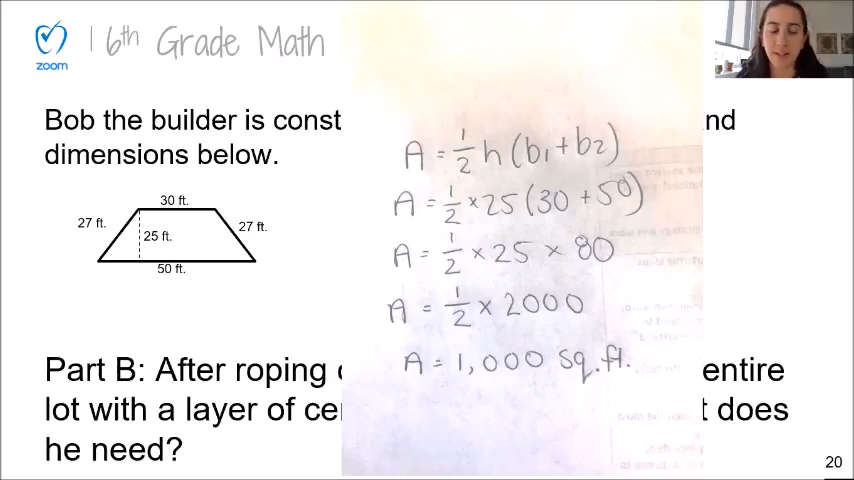 zoom
| 6th Grade Math
Bob the builder is const nd
dimensions below.
30 ft.
27 ft.
27 ft.
25 ft.
50 ft.
A = 1/2 h (b1 + b2)
A = 1/2 × 25 (30 + 50)
A = 1/2 × 25 × 80
A = 1/2 × 2000
A = 1,000 sq.ft.
Part B: After roping entire
lot with a layer of ce t does
he need?
20